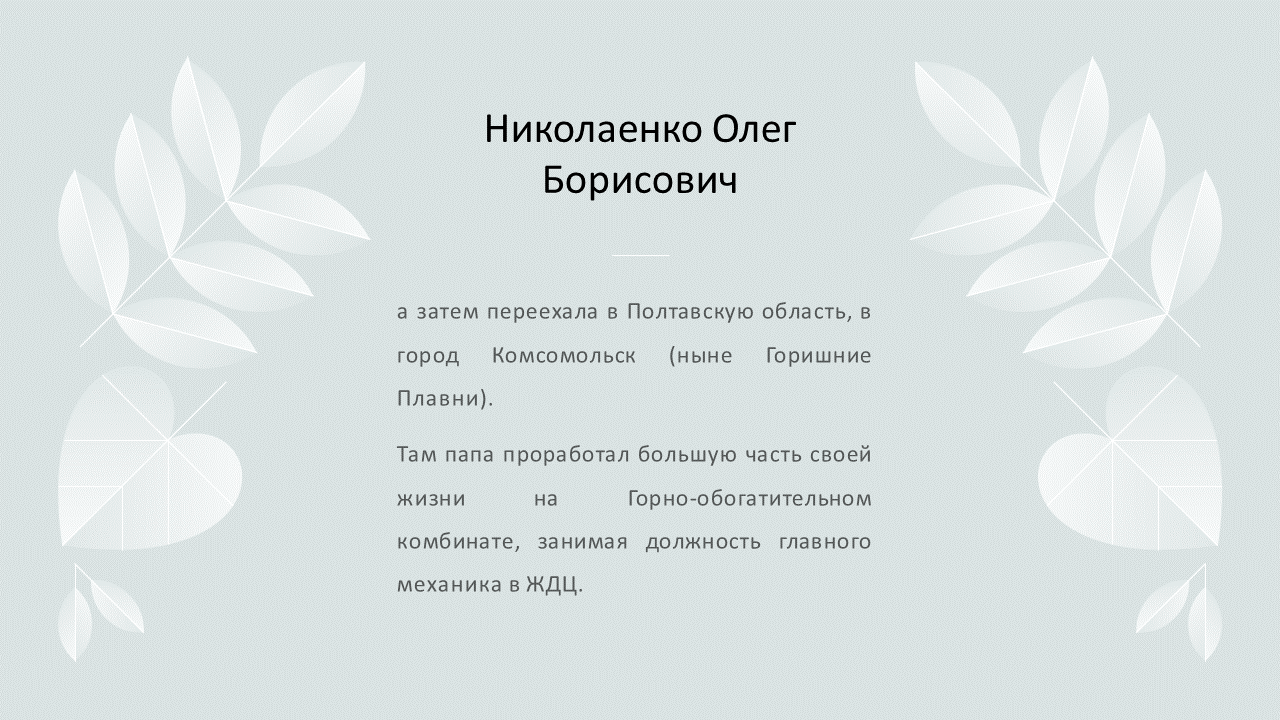 Николаенко Олег
Борисович
а затем переехала в Полтавскую область, в
город Комсомольск (ныне Горишние
Плавни).
Там папа проработал большую часть своей
жизни на Горно-обогатительном
комбинате, занимая должность главного
механика в ЖДЦ.